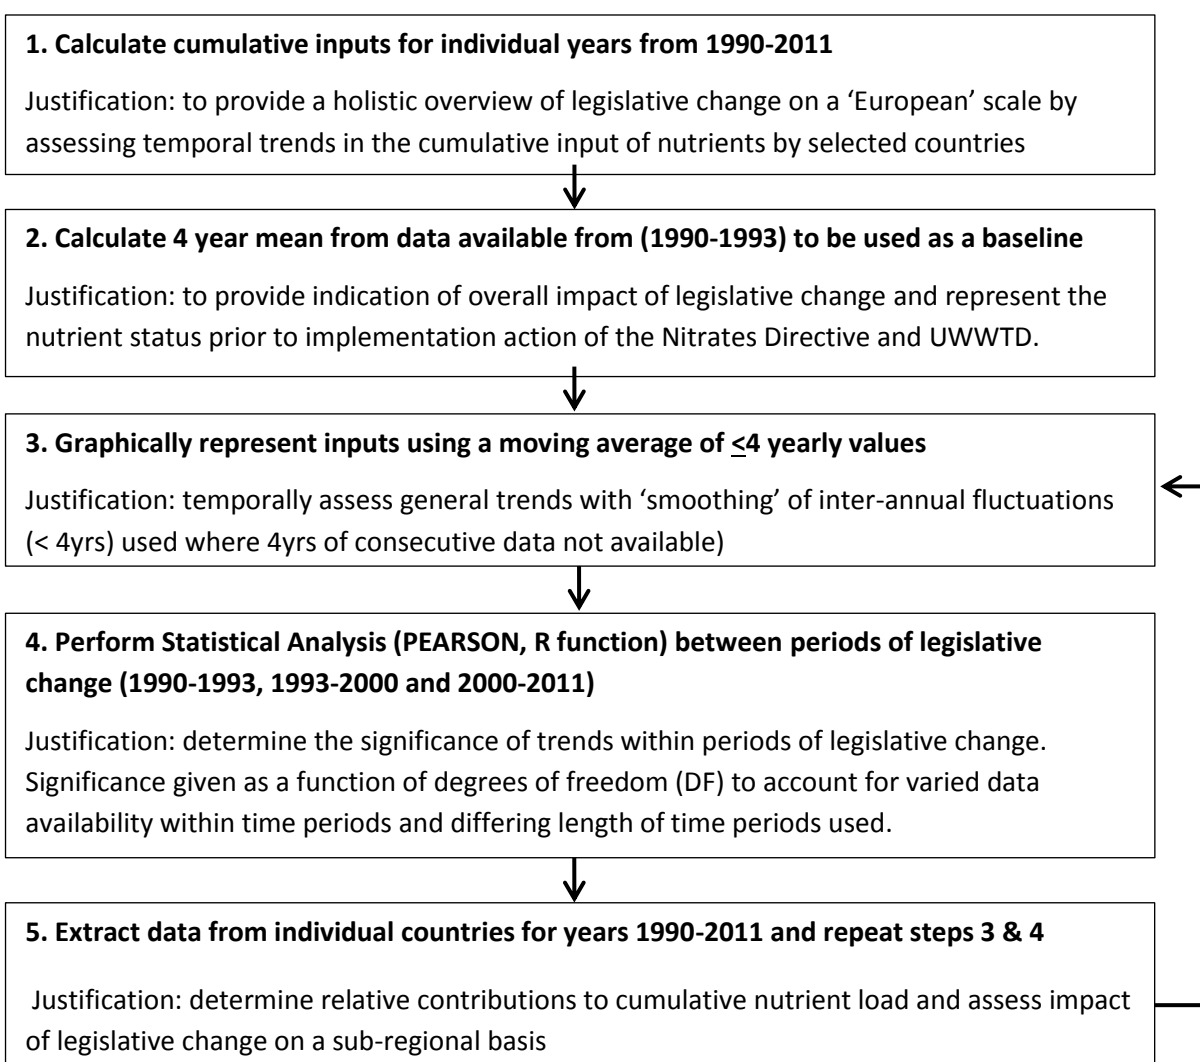 1. Calculate cumulative inputs for individual years from 1990-2011
Justification: to provide a holistic overview of legislative change on a ‘European’ scale by
assessing temporal trends in the cumulative input of nutrients by selected countries
2. Calculate 4 year mean from data available from (1990-1993) to be used as a baseline
Justification: to provide indication of overall impact of legislative change and represent the
nutrient status prior to implementation action of the Nitrates Directive and UWWTD.
3. Graphically represent inputs using a moving average of <4 yearly values
Justification: temporally assess general trends with ‘smoothing’ of inter-annual fluctuations
(< 4yrs) used where 4yrs of consecutive data not available)
4. Perform Statistical Analysis (PEARSON, R function) between periods of legislative
change (1990-1993, 1993-2000 and 2000-2011)
Justification: determine the significance of trends within periods of legislative change.
Significance given as a function of degrees of freedom (DF) to account for varied data
availability within time periods and differing length of time periods used.
5. Extract data from individual countries for years 1990-2011 and repeat steps 3 & 4
Justification: determine relative contributions to cumulative nutrient load and assess impact
of legislative change on a sub-regional basis